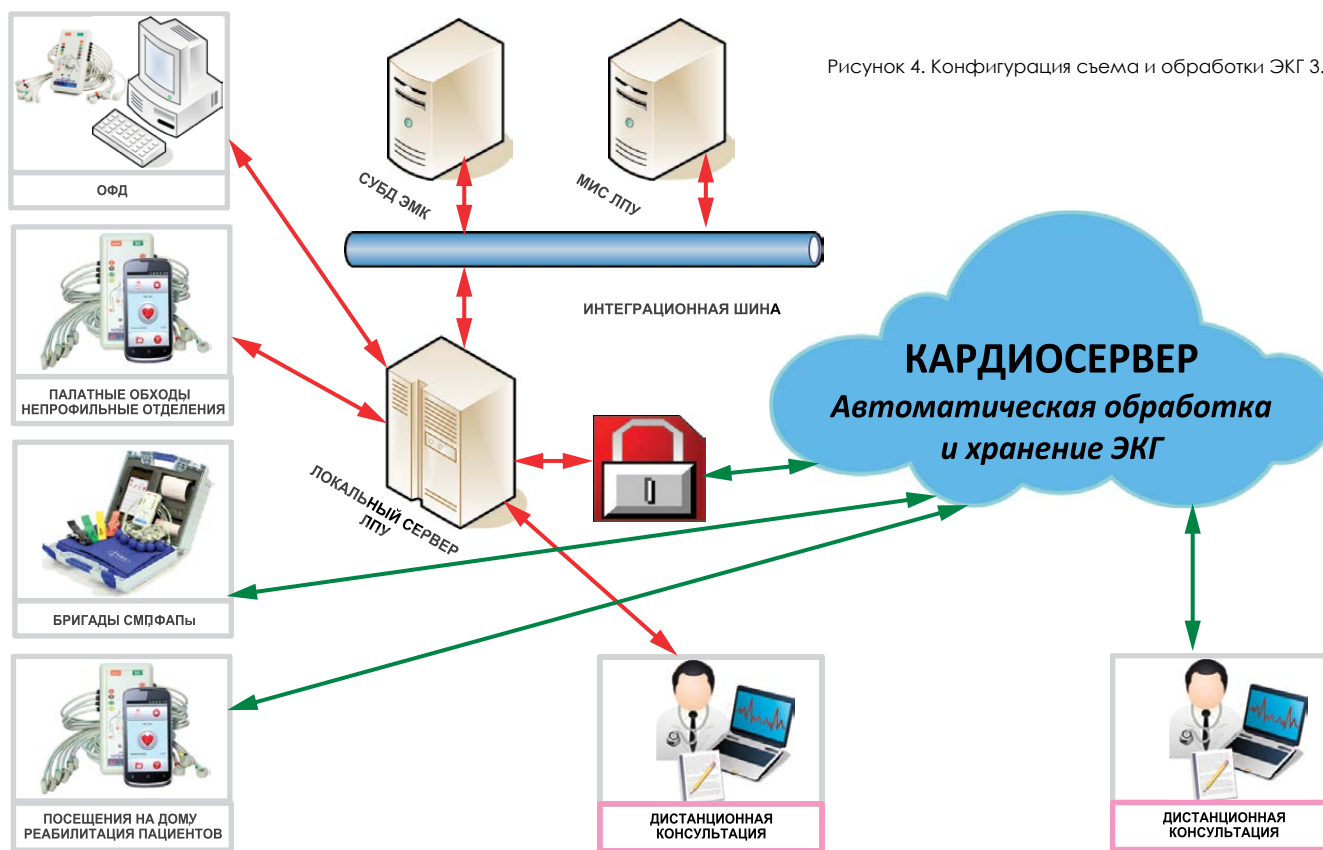 Рисунок 4. Конфигурация съема и обработки ЭКГ 3.
ОФД
СУБД ЭМК
МИС ЛПУ
ИНТЕГРАЦИОННАЯ ШИНА
ПАЛАТНЫЕ ОБХОДЫ
НЕПРОФИЛЬНЫЕ ОТДЕЛЕНИЯ
КАРДИОСЕРВЕР
Автоматическая обработка
и хранение ЭКГ
ЛОКАЛЬНЫЙ СЕРВЕР
ЛПУ
БРИГАДЫ СМП,ФАПы
ПОСЕЩЕНИЯ НА ДОМУ
РЕАБИЛИТАЦИЯ ПАЦИЕНТОВ
ДИСТАНЦИОННАЯ
КОНСУЛЬТАЦИЯ
ДИСТАНЦИОННАЯ
КОНСУЛЬТАЦИЯ